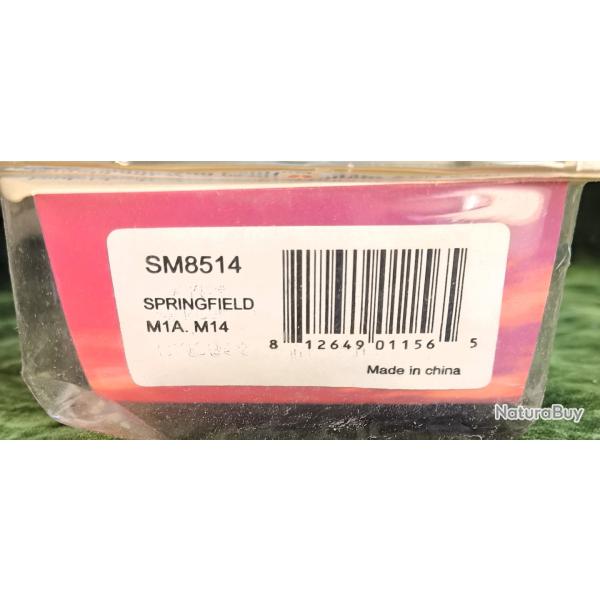 SM8514
SPRINGFIELD
M1A. M14
8 12649 01156 5
Made in china
NaturaBuy